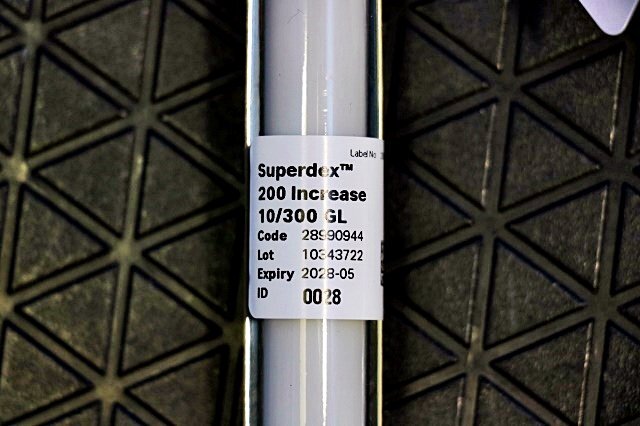 Label No.
Superdex™
200 Increase
10/300 GL
Code 28990944
Lot 10343722
Expiry 2028-05
ID 0028